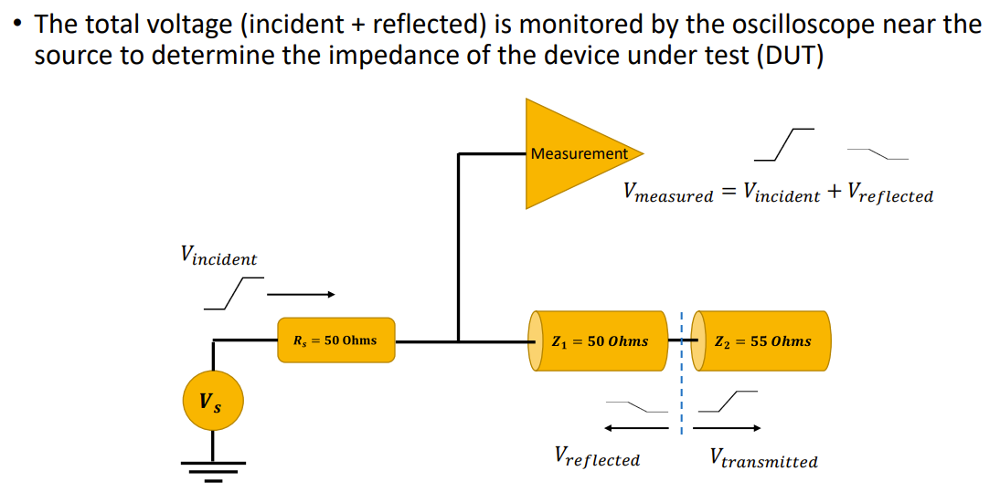 • The total voltage (incident + reflected) is monitored by the oscilloscope near the
source to determine the impedance of the device under test (DUT)
Measurement
V_measured = V_incident + V_reflected
V_incident
R_s = 50 Ohms
Z_1 = 50 Ohms
Z_2 = 55 Ohms
V_s
V_reflected
V_transmitted